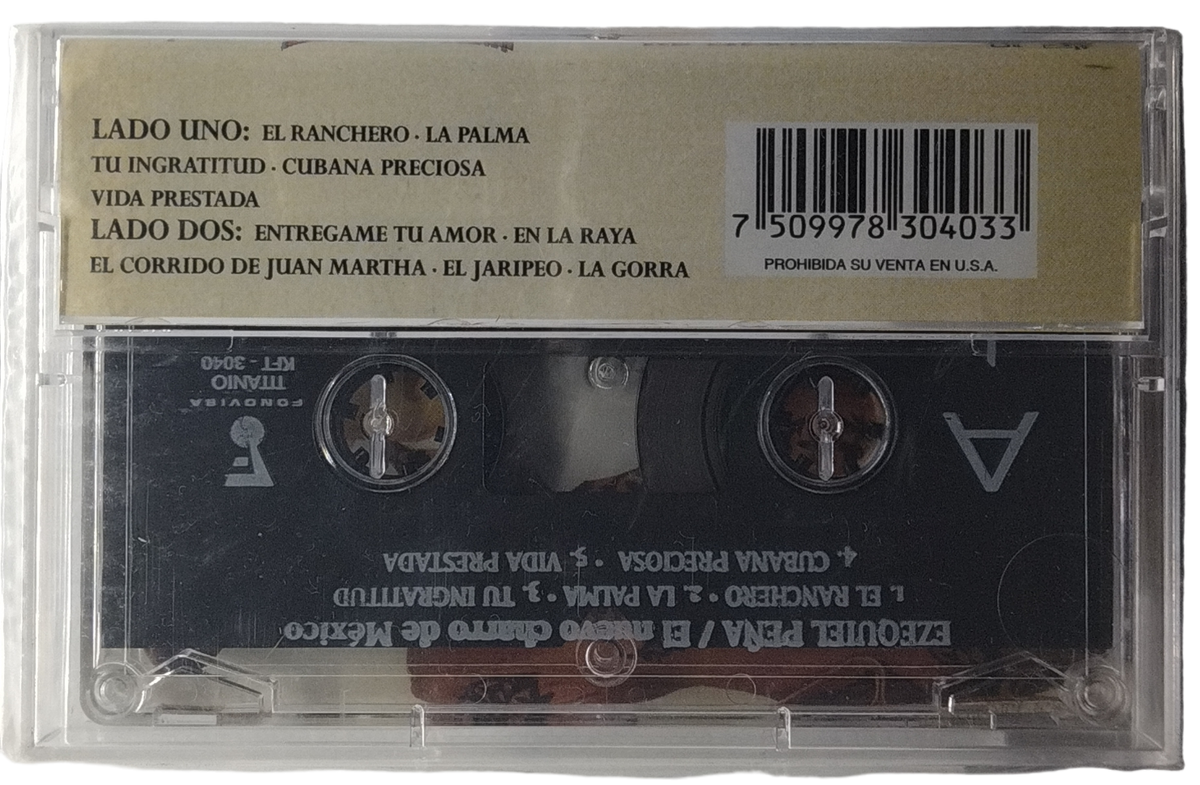 LADO UNO: EL RANCHERO · LA PALMA
TU INGRATITUD · CUBANA PRECIOSA
VIDA PRESTADA
LADO DOS: ENTREGAME TU AMOR · EN LA RAYA
EL CORRIDO DE JUAN MARTHA · EL JARIPEO · LA GORRA
7 509978 304033
PROHIBIDA SU VENTA EN U.S.A.
EZEQUIEL PEÑA / El nuevo charro de México
1. EL RANCHERO · 2. LA PALMA · 3. TU INGRATITUD
4. CUBANA PRECIOSA · 5. VIDA PRESTADA
A
F
FONOVISA
TITANIO
KFT - 3040